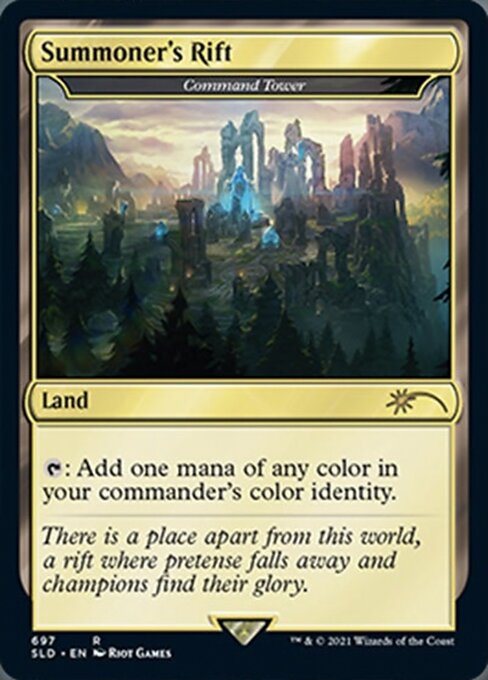 Summoner's Rift
Command Tower
Land
: Add one mana of any color in
your commander's color identity.
There is a place apart from this world,
a rift where pretense falls away and
champions find their glory.
697 R
SLD • EN Riot Games
™ & © 2021 Wizards of the Coast